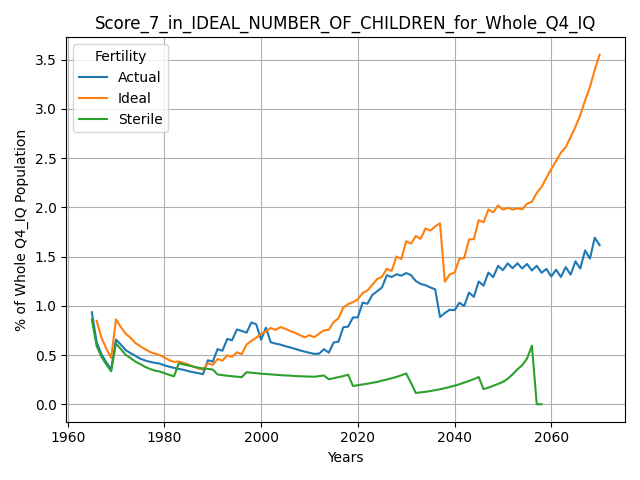 Score_7_in_IDEAL_NUMBER_OF_CHILDREN_for_Whole_Q4_IQ
Fertility
Actual
Ideal
Sterile
% of Whole Q4_IQ Population
3.5
3.0
2.5
2.0
1.5
1.0
0.5
0.0
1960 1980 2000 2020 2040 2060
Years